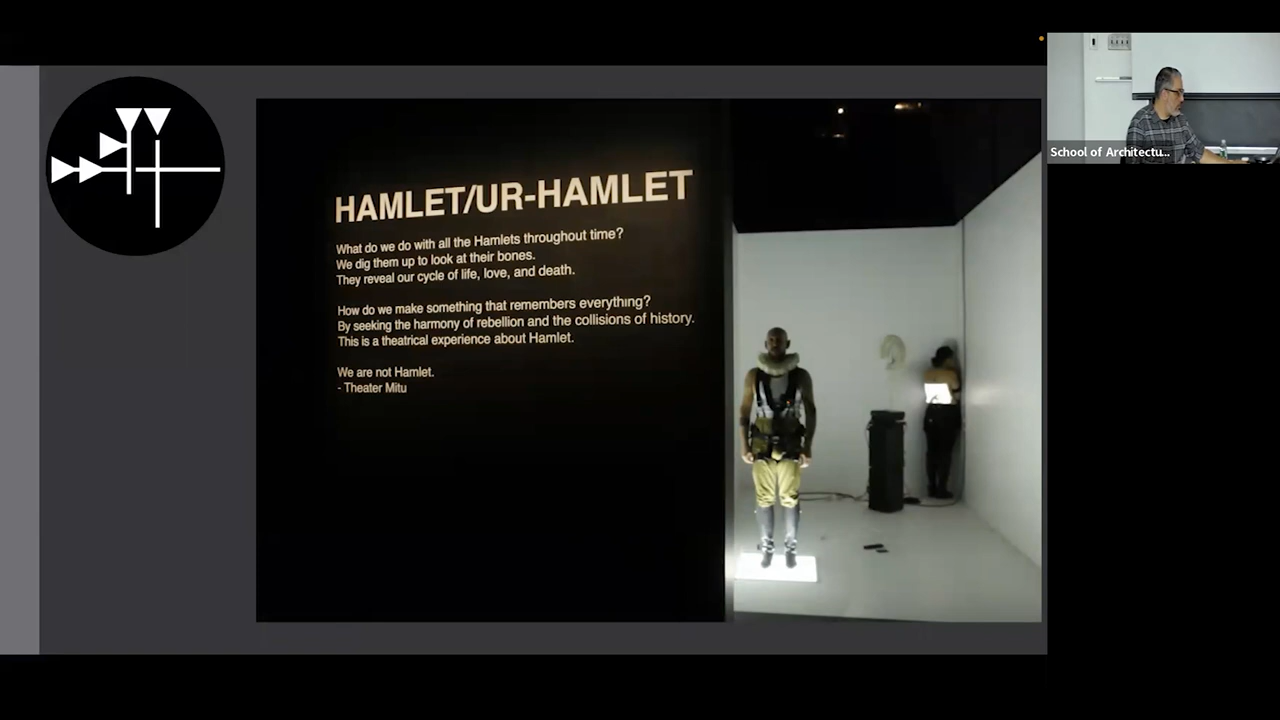 HAMLET/UR-HAMLET
What do we do with all the Hamlets throughout time?
We dig them up to look at their bones.
They reveal our cycle of life, love, and death.
How do we make something that remembers everything?
By seeking the harmony of rebellion and the collisions of history.
This is a theatrical experience about Hamlet.
We are not Hamlet.
- Theater Mitu
School of Architectu...